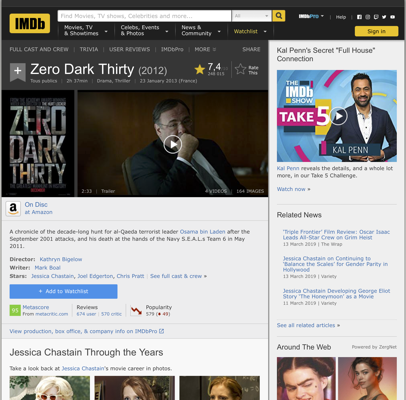 IMDb
Find Movies, TV shows, Celebrities and more...
All
Movies, TV & Showtimes
Celebs, Events & Photos
News & Community
Watchlist
IMDbPro
Help
Sign in
FULL CAST AND CREW | TRIVIA | USER REVIEWS | IMDbPro | MORE
SHARE
Zero Dark Thirty (2012)
Tous publics | 2h 37min | Drama, Thriller | 23 January 2013 (France)
7,4
Rate This
ZERO DARK THIRTY
2:33 | Trailer
4 VIDEOS | 164 IMAGES
On Disc
at Amazon
A chronicle of the decade-long hunt for al-Qaeda terrorist leader Osama bin Laden after the
September 2001 attacks, and his death at the hands of the Navy S.E.A.L.s Team 6 in May
2011.
Director: Kathryn Bigelow
Writer: Mark Boal
Stars: Jessica Chastain, Joel Edgerton, Chris Pratt | See full cast & crew »
+ Add to Watchlist
95
Metascore
From metacritic.com
Reviews
674 user | 570 critic
Popularity
579
View production, box office, & company info on IMDbPro
Jessica Chastain Through the Years
Take a look back at Jessica Chastain's movie career in photos.
Kal Penn's Secret "Full House"
Connection
THE IMDb SHOW
TAKE 5
KAL PENN
Kal Penn reveals the details, and a whole lot
more, in our Take 5 Challenge.
Watch now »
Related News
'Triple Frontier' Film Review: Oscar Isaac
Leads All-Star Crew on Grim Heist
13 March 2019 | The Wrap
Jessica Chastain on Continuing to
'Balance the Scales' for Gender Parity in
Hollywood
13 March 2019 | Variety
Jessica Chastain Developing George Eliot
Story 'The Honeymoon' as a Movie
11 March 2019 | Variety
See all related articles »
Around The Web
Powered by ZergNet